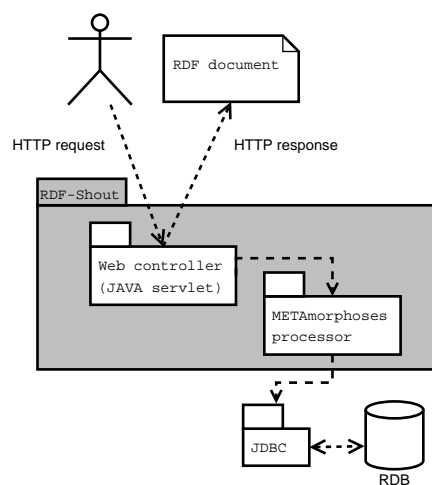 RDF document
HTTP request
HTTP response
RDF-Shout
Web controller
(JAVA servlet)
METAmorphoses
processor
JDBC
RDB